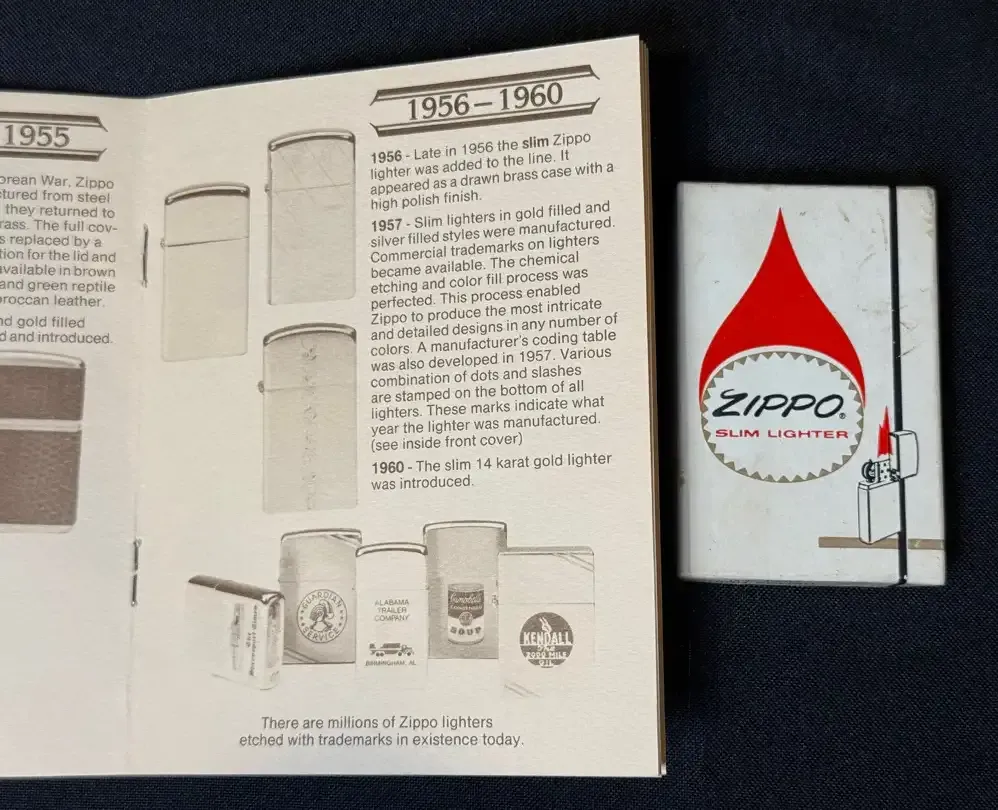 1955
orean War, Zippo
ctured from steel
they returned to
rass. The full cov-
s replaced by a
tion for the lid and
available in brown
and green reptile
roccan leather.
nd gold filled
d and introduced.
1956 – 1960
1956 - Late in 1956 the slim Zippo
lighter was added to the line. It
appeared as a drawn brass case with a
high polish finish.
1957 - Slim lighters in gold filled and
silver filled styles were manufactured.
Commercial trademarks on lighters
became available. The chemical
etching and color fill process was
perfected. This process enabled
Zippo to produce the most intricate
and detailed designs in any number of
colors. A manufacturer's coding table
was also developed in 1957. Various
combination of dots and slashes
are stamped on the bottom of all
lighters. These marks indicate what
year the lighter was manufactured.
(see inside front cover)
1960 - The slim 14 karat gold lighter
was introduced.
GUARDIAN
SERVICE
ALABAMA
TRAILER
COMPANY
BIRMINGHAM, AL
Campbell's
SOUP
KENDALL
The
2000 MILE
OIL
There are millions of Zippo lighters
etched with trademarks in existence today.
ZIPPO®
SLIM LIGHTER